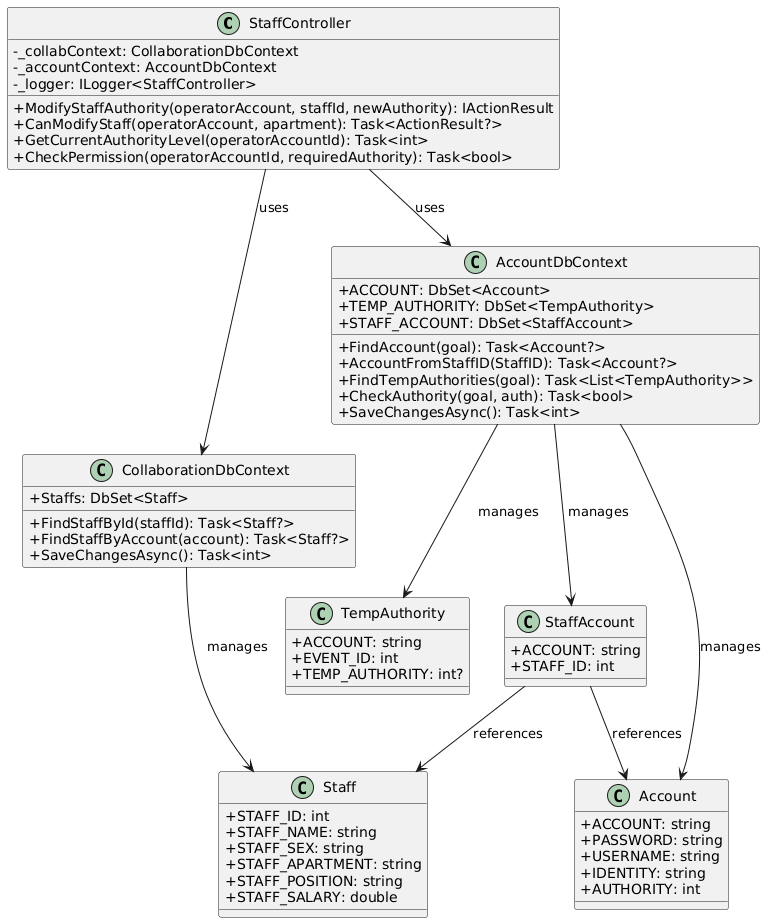 C StaffController
-_collabContext: CollaborationDbContext
-_accountContext: AccountDbContext
-_logger: ILogger<StaffController>
+ModifyStaffAuthority(operatorAccount, staffId, newAuthority): IActionResult
+CanModifyStaff(operatorAccount, apartment): Task<ActionResult?>
+GetCurrentAuthorityLevel(operatorAccountId): Task<int>
+CheckPermission(operatorAccountId, requiredAuthority): Task<bool>
uses
uses
C AccountDbContext
+ACCOUNT: DbSet<Account>
+TEMP_AUTHORITY: DbSet<TempAuthority>
+STAFF_ACCOUNT: DbSet<StaffAccount>
+FindAccount(goal): Task<Account?>
+AccountFromStaffID(StaffID): Task<Account?>
+FindTempAuthorities(goal): Task<List<TempAuthority>>
+CheckAuthority(goal, auth): Task<bool>
+SaveChangesAsync(): Task<int>
C CollaborationDbContext
+Staffs: DbSet<Staff>
+FindStaffById(staffId): Task<Staff?>
+FindStaffByAccount(account): Task<Staff?>
+SaveChangesAsync(): Task<int>
manages
manages
manages
manages
C TempAuthority
+ACCOUNT: string
+EVENT_ID: int
+TEMP_AUTHORITY: int?
C StaffAccount
+ACCOUNT: string
+STAFF_ID: int
references
references
C Staff
+STAFF_ID: int
+STAFF_NAME: string
+STAFF_SEX: string
+STAFF_APARTMENT: string
+STAFF_POSITION: string
+STAFF_SALARY: double
C Account
+ACCOUNT: string
+PASSWORD: string
+USERNAME: string
+IDENTITY: string
+AUTHORITY: int